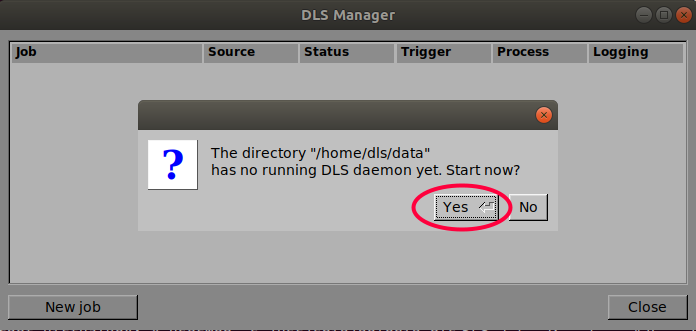 DLS Manager
Job Source Status Trigger Process Logging
?
The directory "/home/dls/data"
has no running DLS daemon yet. Start now?
Yes No
New job Close